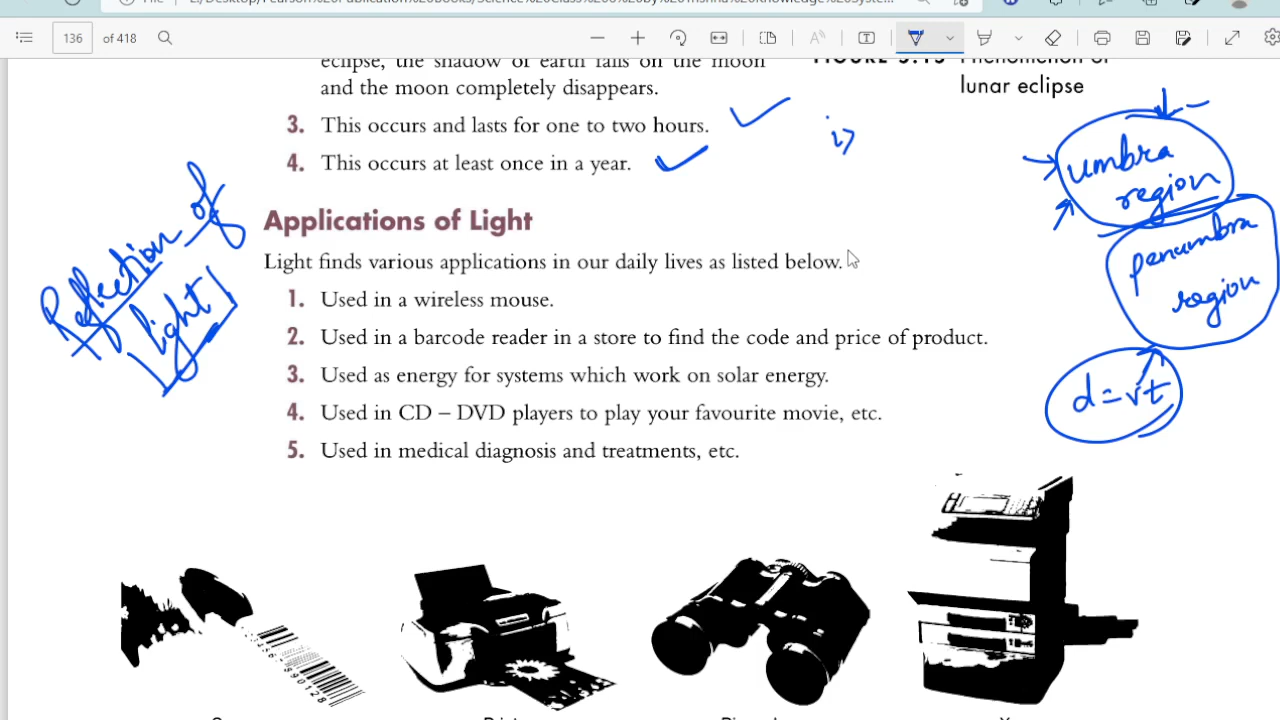 136 of 418
eclipse, the shadow of earth falls on the moon
and the moon completely disappears.
lunar eclipse
3. This occurs and lasts for one to two hours.
4. This occurs at least once in a year.
i>
umbra
region
penumbra
region
d=vt
Reflection of
Light
Applications of Light
Light finds various applications in our daily lives as listed below.
1. Used in a wireless mouse.
2. Used in a barcode reader in a store to find the code and price of product.
3. Used as energy for systems which work on solar energy.
4. Used in CD – DVD players to play your favourite movie, etc.
5. Used in medical diagnosis and treatments, etc.